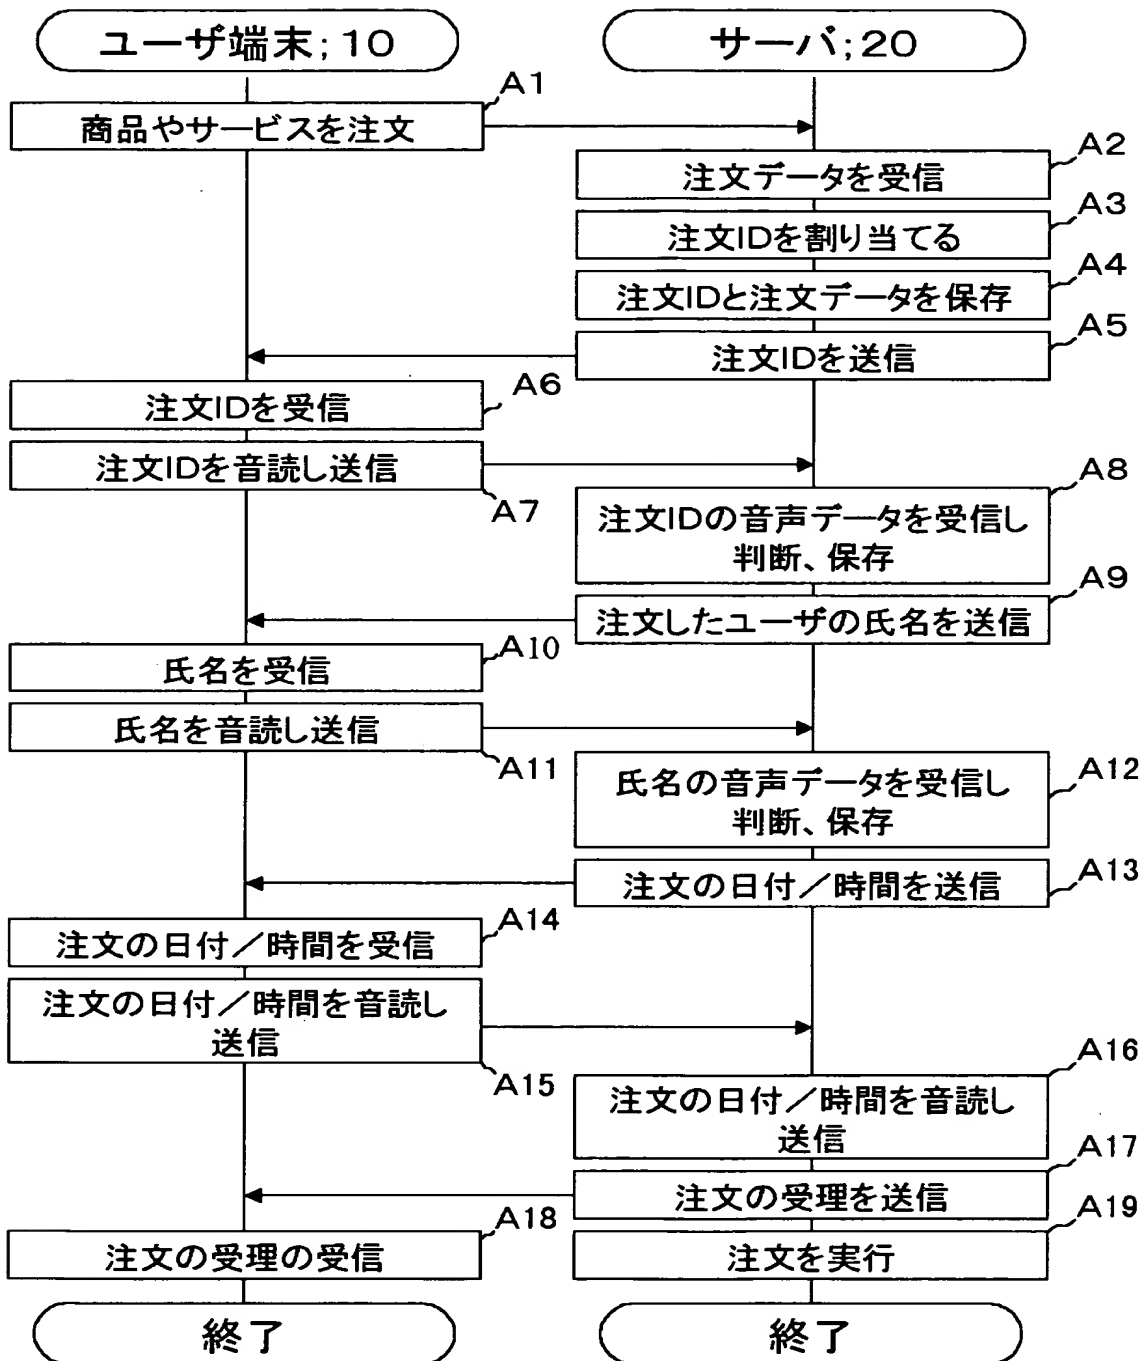 ユーザ端末;10
サーバ;20
A1
商品やサービスを注文
A2
注文データを受信
A3
注文IDを割り当てる
A4
注文IDと注文データを保存
A5
注文IDを送信
A6
注文IDを受信
注文IDを音読し送信
A7
A8
注文IDの音声データを受信し
判断、保存
A9
注文したユーザの氏名を送信
A10
氏名を受信
氏名を音読し送信
A11
A12
氏名の音声データを受信し
判断、保存
A13
注文の日付／時間を送信
A14
注文の日付／時間を受信
注文の日付／時間を音読し
送信
A15
A16
注文の日付／時間を音読し
送信
A17
注文の受理を送信
A18
注文の受理の受信
A19
注文を実行
終了
終了